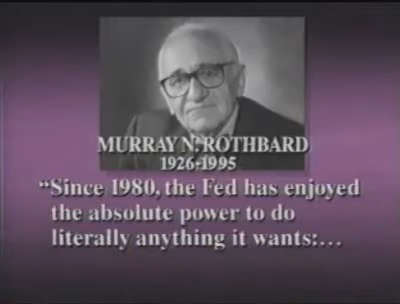 MURRAY N. ROTHBARD
1926-1995
“Since 1980, the Fed has enjoyed
the absolute power to do
literally anything it wants:...